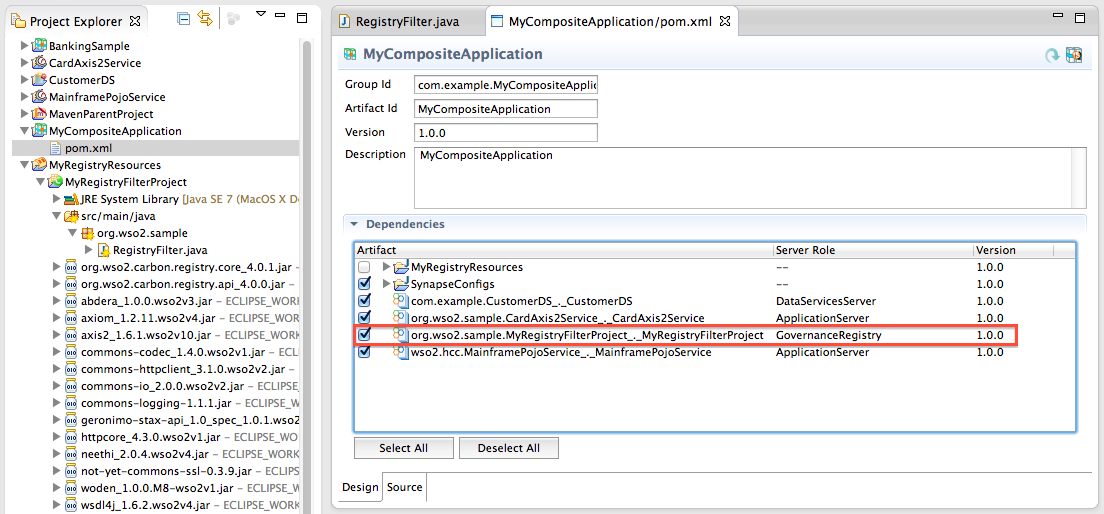 Project Explorer
BankingSample
CardAxis2Service
CustomerDS
MainframePojoService
MavenParentProject
MyCompositeApplication
pom.xml
MyRegistryResources
MyRegistryFilterProject
JRE System Library [Java SE 7 (MacOS X De
src/main/java
org.wso2.sample
RegistryFilter.java
org.wso2.carbon.registry.core_4.0.1.jar -
org.wso2.carbon.registry.api_4.0.0.jar -
abdera_1.0.0.wso2v3.jar - ECLIPSE_WORK
axiom_1.2.11.wso2v4.jar - ECLIPSE_WORK
axis2_1.6.1.wso2v10.jar - ECLIPSE_WORK
commons-codec_1.4.0.wso2v1.jar - ECL
commons-httpclient_3.1.0.wso2v2.jar -
commons-io_2.0.0.wso2v2.jar - ECLIPSE_
commons-logging-1.1.1.jar - ECLIPSE_W
geronimo-stax-api_1.0_spec_1.0.1.wso2
httpcore_4.3.0.wso2v1.jar - ECLIPSE_WO
neethi_2.0.4.wso2v4.jar - ECLIPSE_WORK
not-yet-commons-ssl-0.3.9.jar - ECLIPS
woden_1.0.0.M8-wso2v1.jar - ECLIPSE_W
wsdl4j_1.6.2.wso2v4.jar - ECLIPSE_WORK
RegistryFilter.java
MyCompositeApplication/pom.xml
MyCompositeApplication
Group Id com.example.MyCompositeApplic
Artifact Id MyCompositeApplication
Version 1.0.0
Description MyCompositeApplication
Dependencies
Artifact Server Role Version
MyRegistryResources -- 1.0.0
SynapseConfigs -- 1.0.0
com.example.CustomerDS_._CustomerDS DataServicesServer 1.0.0
org.wso2.sample.CardAxis2Service_._CardAxis2Service ApplicationServer 1.0.0
org.wso2.sample.MyRegistryFilterProject_._MyRegistryFilterProject GovernanceRegistry 1.0.0
wso2.hcc.MainframePojoService_._MainframePojoService ApplicationServer 1.0.0
Select All Deselect All
Design Source